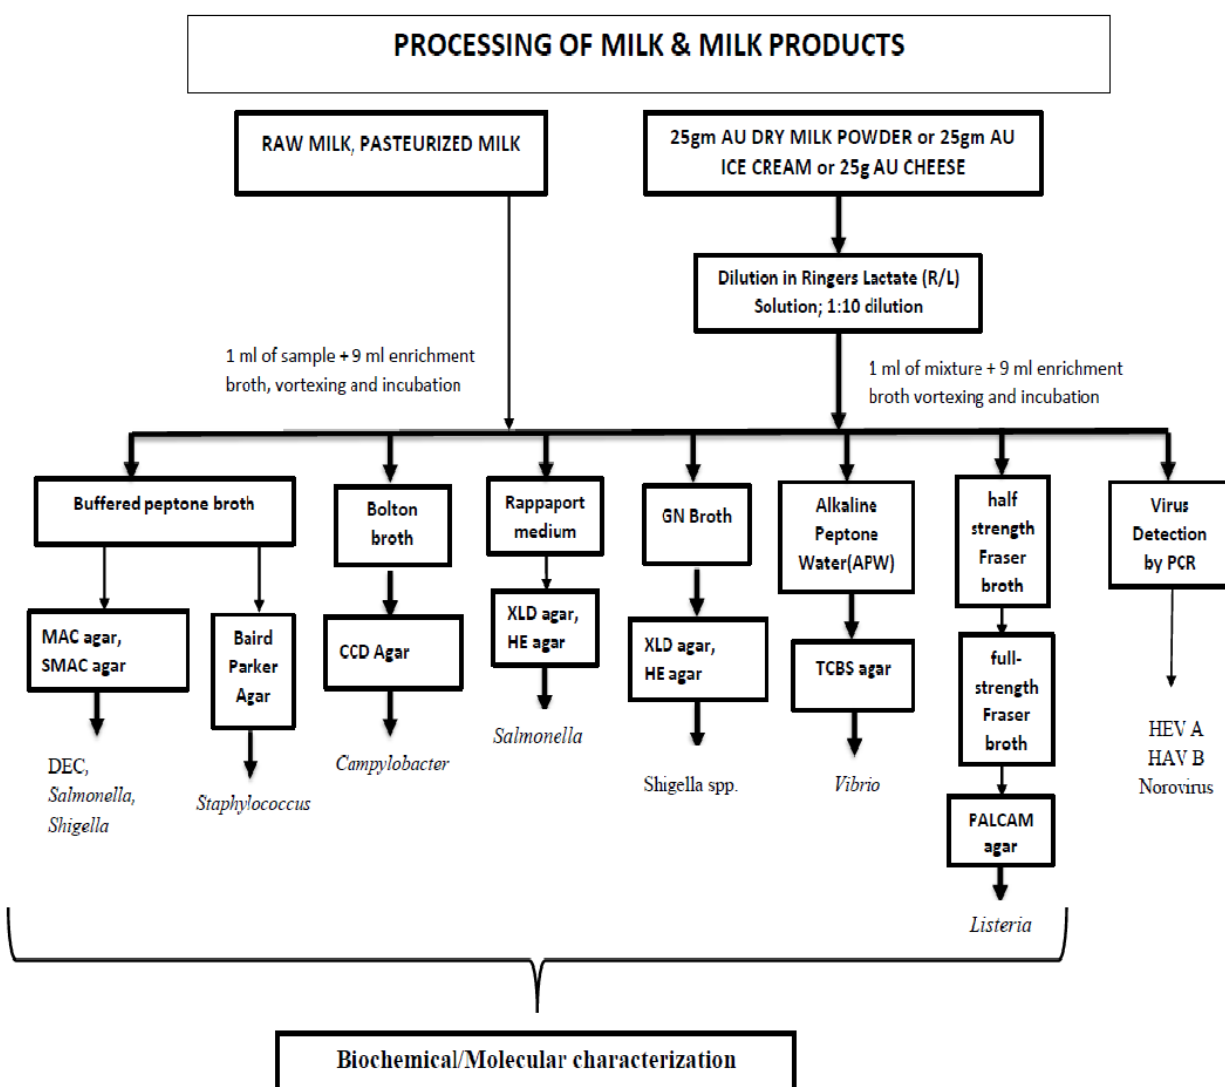 PROCESSING OF MILK & MILK PRODUCTS
RAW MILK, PASTEURIZED MILK
25gm AU DRY MILK POWDER or 25gm AU
ICE CREAM or 25g AU CHEESE
Dilution in Ringers Lactate (R/L)
Solution; 1:10 dilution
1 ml of sample + 9 ml enrichment
broth, vortexing and incubation
1 ml of mixture + 9 ml enrichment
broth vortexing and incubation
Buffered peptone broth
MAC agar,
SMAC agar
DEC,
Salmonella,
Shigella
Baird
Parker
Agar
Staphylococcus
Bolton
broth
CCD Agar
Campylobacter
Rappaport
medium
XLD agar,
HE agar
Salmonella
GN Broth
XLD agar,
HE agar
Shigella spp.
Alkaline
Peptone
Water(APW)
TCBS agar
Vibrio
half
strength
Fraser
broth
full-
strength
Fraser
broth
PALCAM
agar
Listeria
Virus
Detection
by PCR
HEV A
HAV B
Norovirus
Biochemical/Molecular characterization